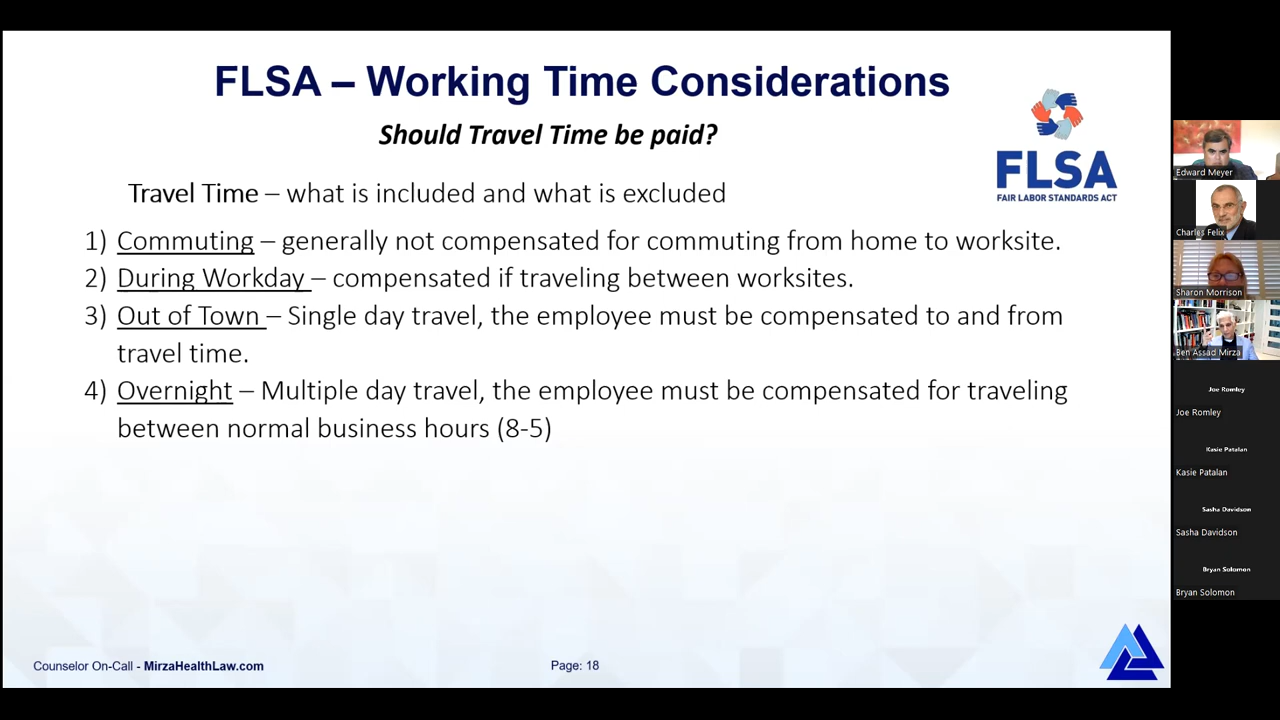 FLSA – Working Time Considerations
Should Travel Time be paid?
FLSA
FAIR LABOR STANDARDS ACT
Travel Time – what is included and what is excluded
1) Commuting – generally not compensated for commuting from home to worksite.
2) During Workday – compensated if traveling between worksites.
3) Out of Town – Single day travel, the employee must be compensated to and from
travel time.
4) Overnight – Multiple day travel, the employee must be compensated for traveling
between normal business hours (8-5)
Counselor On-Call - MirzaHealthLaw.com
Page: 18
Edward Meyer
Charles Felix
Sharon Morrison
Ben Assad Mirza
Joe Romley
Joe Romley
Kasie Patalan
Kasie Patalan
Sasha Davidson
Sasha Davidson
Bryan Solomon
Bryan Solomon